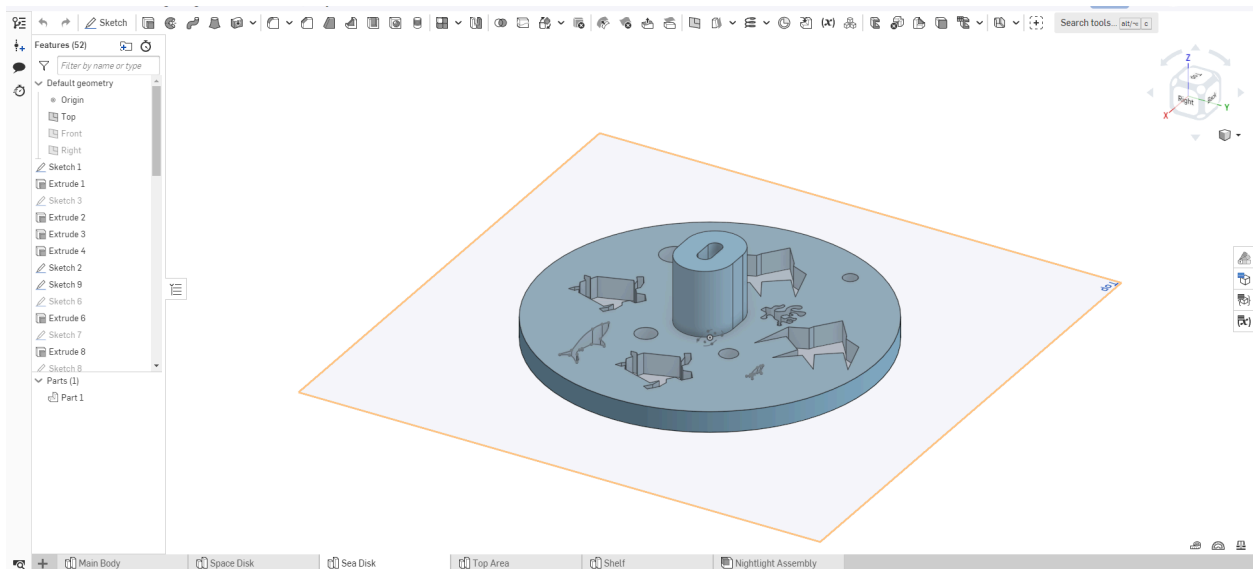 Sketch
Search tools... alt/⌥ c
Features (52)
Filter by name or type
Default geometry
Origin
Top
Front
Right
Sketch 1
Extrude 1
Sketch 3
Extrude 2
Extrude 3
Extrude 4
Sketch 2
Sketch 9
Sketch 6
Extrude 6
Sketch 7
Extrude 8
Sketch 8
Parts (1)
Part 1
Z
Right
Back
X
Y
Top
Main Body
Space Disk
Sea Disk
Top Area
Shelf
Nightlight Assembly